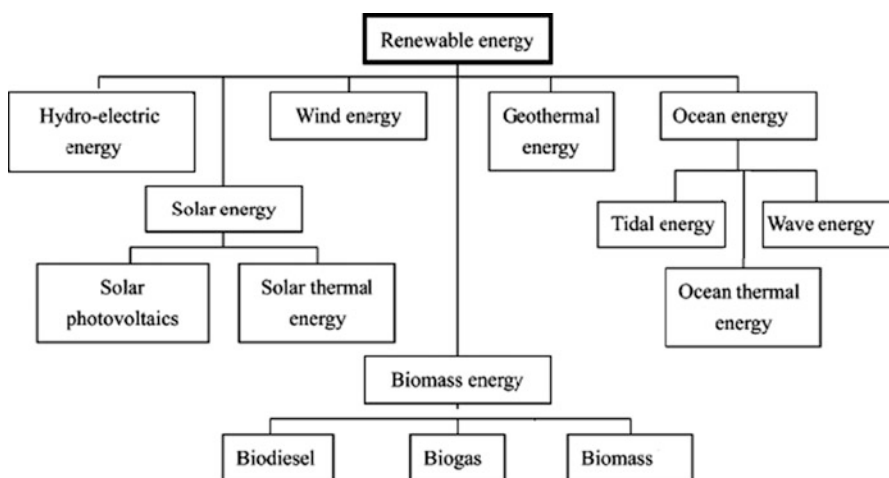 Renewable energy
Hydro-electric
energy
Wind energy
Geothermal
energy
Ocean energy
Solar energy
Tidal energy
Wave energy
Solar
photovoltaics
Solar thermal
energy
Ocean thermal
energy
Biomass energy
Biodiesel
Biogas
Biomass